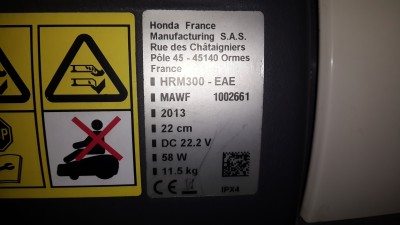 Honda France
Manufacturing S.A.S.
Rue des Châtaigniers
Pôle 45 - 45140 Ormes
France
HRM300 - EAE
MAWF 1002661
2013
22 cm
DC 22.2 V
58 W
11.5 kg
CE IPX4